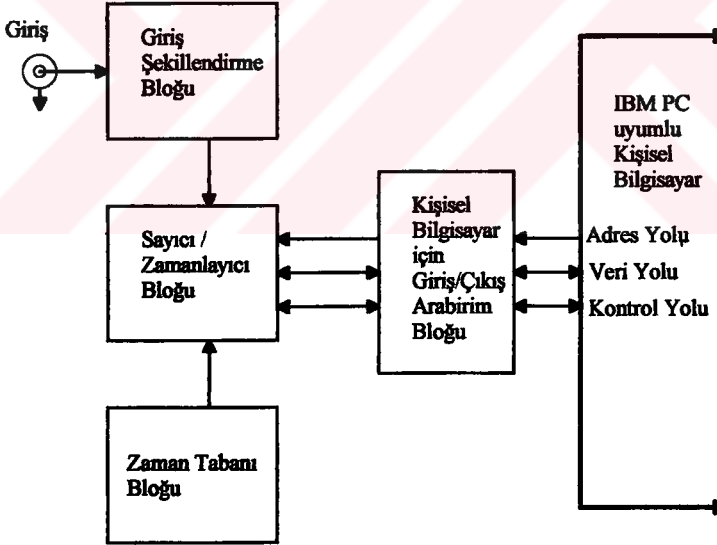 Giriş
Giriş
Şekillendirme
Bloğu
IBM PC
uyumlu
Kişisel
Bilgisayar
Sayıcı /
Zamanlayıcı
Bloğu
Kişisel
Bilgisayar
için
Giriş/Çıkış
Arabirim
Bloğu
Adres Yolu
Veri Yolu
Kontrol Yolu
Zaman Tabanı
Bloğu